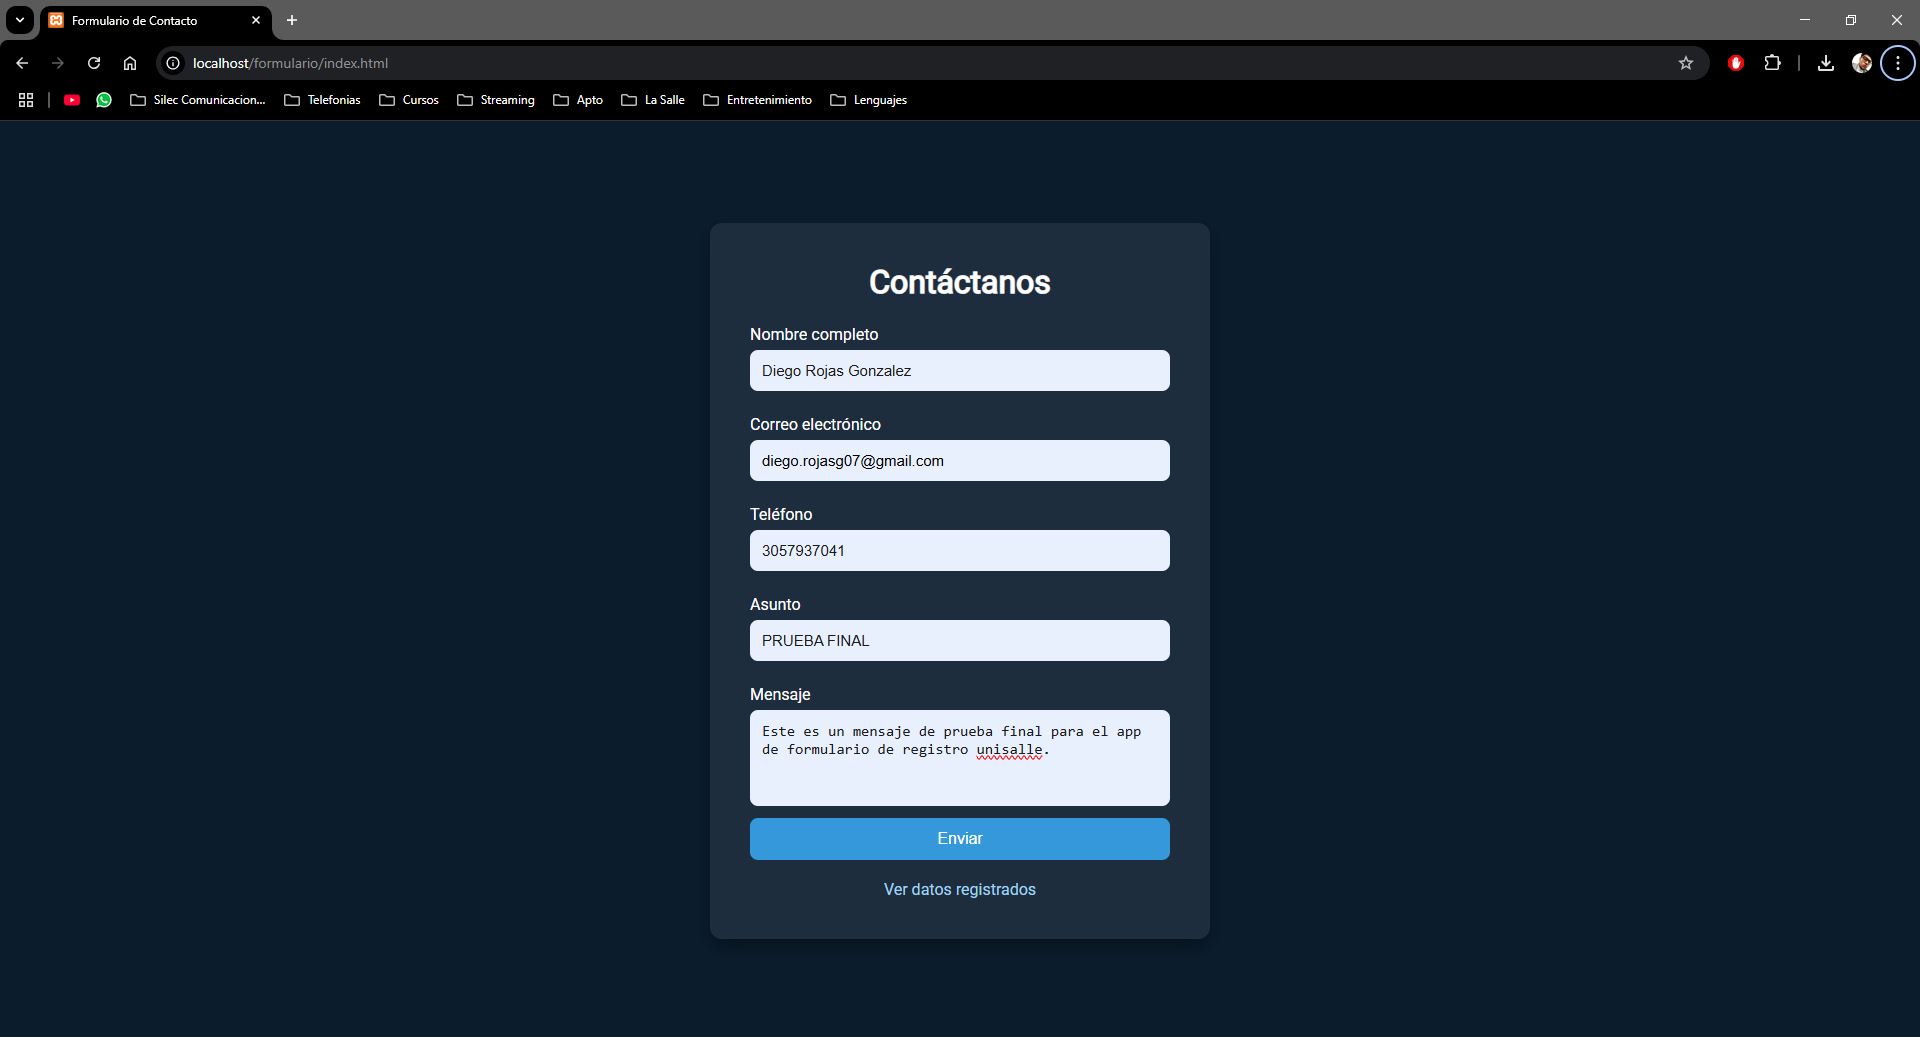 Formulario de Contacto
localhost/formulario/index.html
Silec Comunicacion... Telefonias Cursos Streaming Apto La Salle Entretenimiento Lenguajes
Contáctanos
Nombre completo
Diego Rojas Gonzalez
Correo electrónico
diego.rojasg07@gmail.com
Teléfono
3057937041
Asunto
PRUEBA FINAL
Mensaje
Este es un mensaje de prueba final para el app
de formulario de registro unisalle.
Enviar
Ver datos registrados